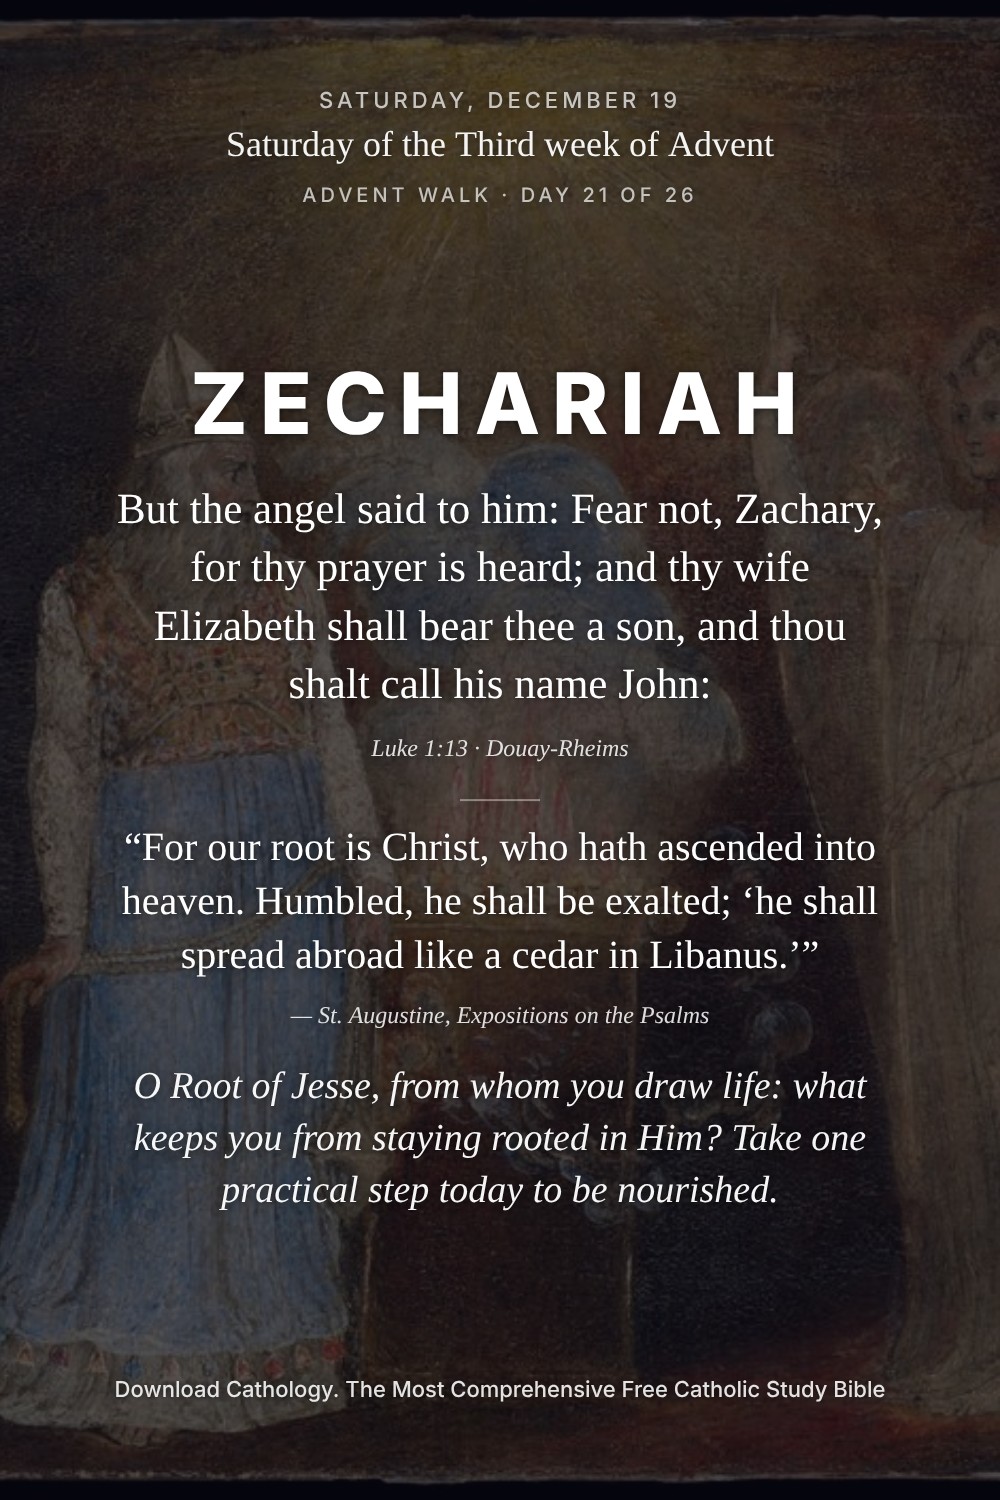 SATURDAY, DECEMBER 19
Saturday of the Third week of Advent
ADVENT WALK · DAY 21 OF 26
ZECHARIAH
But the angel said to him: Fear not, Zachary,
for thy prayer is heard; and thy wife
Elizabeth shall bear thee a son, and thou
shalt call his name John:
Luke 1:13 · Douay-Rheims
“For our root is Christ, who hath ascended into
heaven. Humbled, he shall be exalted; ‘he shall
spread abroad like a cedar in Libanus.’”
— St. Augustine, Expositions on the Psalms
O Root of Jesse, from whom you draw life: what
keeps you from staying rooted in Him? Take one
practical step today to be nourished.
Download Cathology. The Most Comprehensive Free Catholic Study Bible